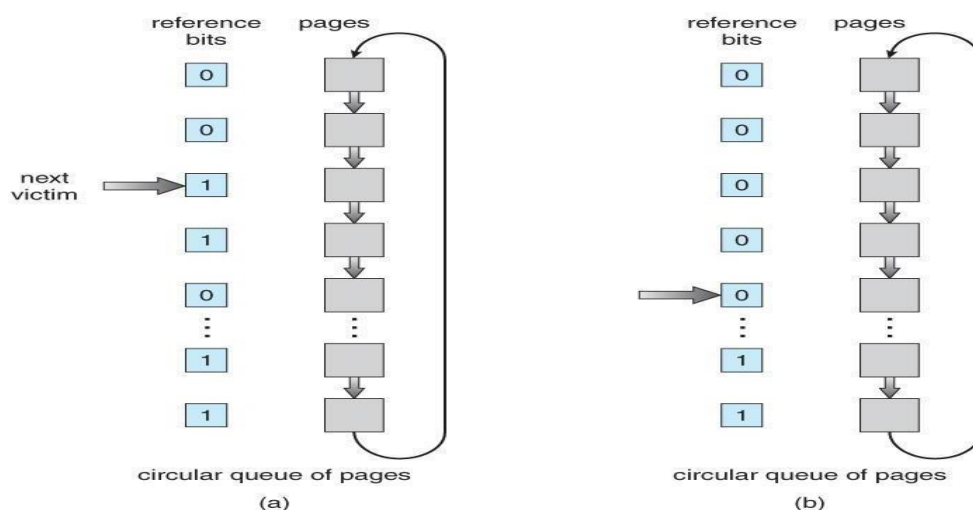 reference bits
pages
0
0
next victim
1
1
0
1
1
circular queue of pages
(a)
reference bits
pages
0
0
0
0
0
1
1
circular queue of pages
(b)